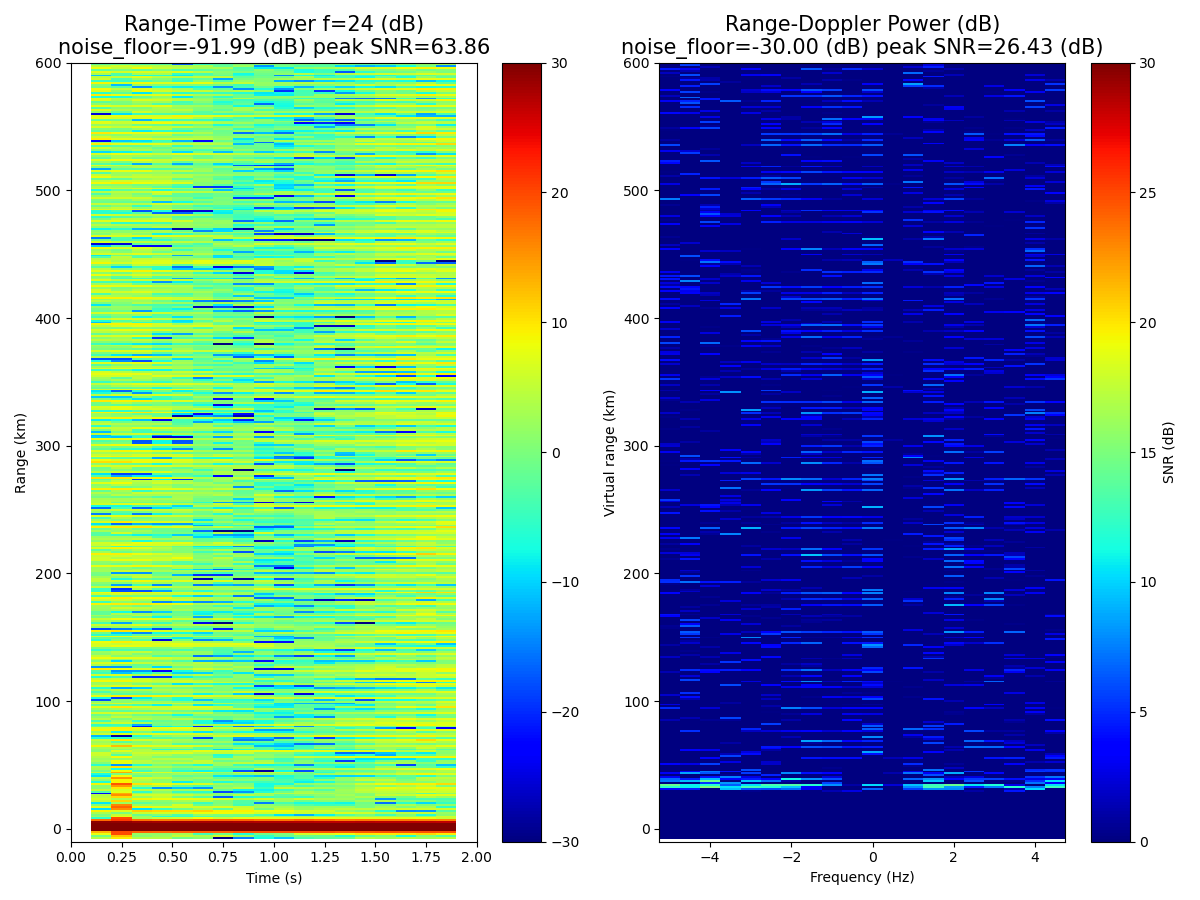 Range-Time Power f=24 (dB)
noise_floor=-91.99 (dB) peak SNR=63.86
Range (km)
600
500
400
300
200
100
0
0.00 0.25 0.50 0.75 1.00 1.25 1.50 1.75 2.00
Time (s)
30
20
10
0
−10
−20
−30
Range-Doppler Power (dB)
noise_floor=-30.00 (dB) peak SNR=26.43 (dB)
Virtual range (km)
600
500
400
300
200
100
0
−4 −2 0 2 4
Frequency (Hz)
30
25
20
15
10
5
0
SNR (dB)